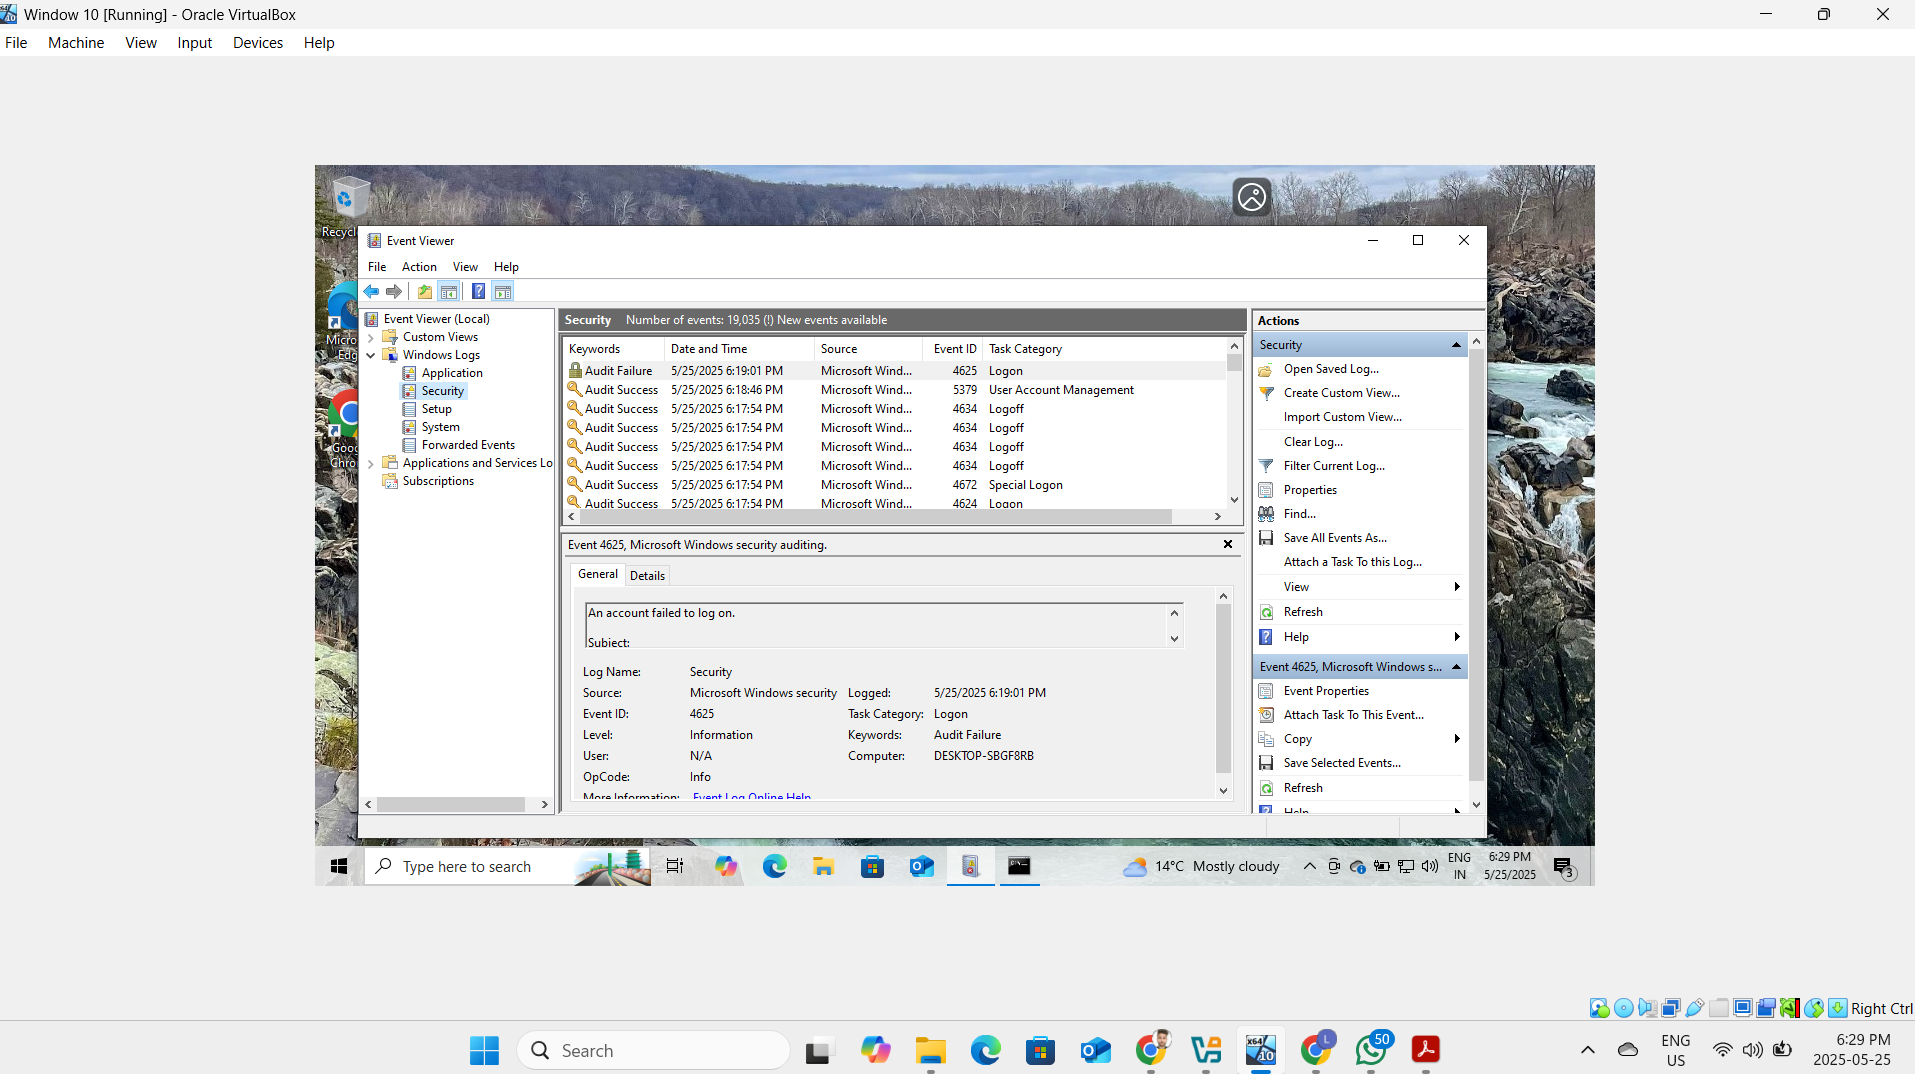 Window 10 [Running] - Oracle VirtualBox
File Machine View Input Devices Help
Event Viewer
File Action View Help
Event Viewer (Local)
Custom Views
Windows Logs
Application
Security
Setup
System
Forwarded Events
Applications and Services Lo
Subscriptions
Security Number of events: 19,035 (!) New events available
Keywords Date and Time Source Event ID Task Category
Audit Failure 5/25/2025 6:19:01 PM Microsoft Wind... 4625 Logon
Audit Success 5/25/2025 6:18:46 PM Microsoft Wind... 5379 User Account Management
Audit Success 5/25/2025 6:17:54 PM Microsoft Wind... 4634 Logoff
Audit Success 5/25/2025 6:17:54 PM Microsoft Wind... 4634 Logoff
Audit Success 5/25/2025 6:17:54 PM Microsoft Wind... 4634 Logoff
Audit Success 5/25/2025 6:17:54 PM Microsoft Wind... 4634 Logoff
Audit Success 5/25/2025 6:17:54 PM Microsoft Wind... 4672 Special Logon
Audit Success 5/25/2025 6:17:54 PM Microsoft Wind... 4624 Logon
Event 4625, Microsoft Windows security auditing.
General Details
An account failed to log on.
Subject:
Log Name: Security
Source: Microsoft Windows security Logged: 5/25/2025 6:19:01 PM
Event ID: 4625 Task Category: Logon
Level: Information Keywords: Audit Failure
User: N/A Computer: DESKTOP-SBGF8RB
OpCode: Info
More Information: Event Log Online Help
Actions
Security
Open Saved Log...
Create Custom View...
Import Custom View...
Clear Log...
Filter Current Log...
Properties
Find...
Save All Events As...
Attach a Task To this Log...
View
Refresh
Help
Event 4625, Microsoft Windows s...
Event Properties
Attach Task To This Event...
Copy
Save Selected Events...
Refresh
Help
Recycl
Micro
Edg
Goo
Chro
Type here to search
14°C Mostly cloudy
ENG
IN
6:29 PM
5/25/2025
3
Right Ctrl
Search
x64
10
L
50
ENG
US
6:29 PM
2025-05-25